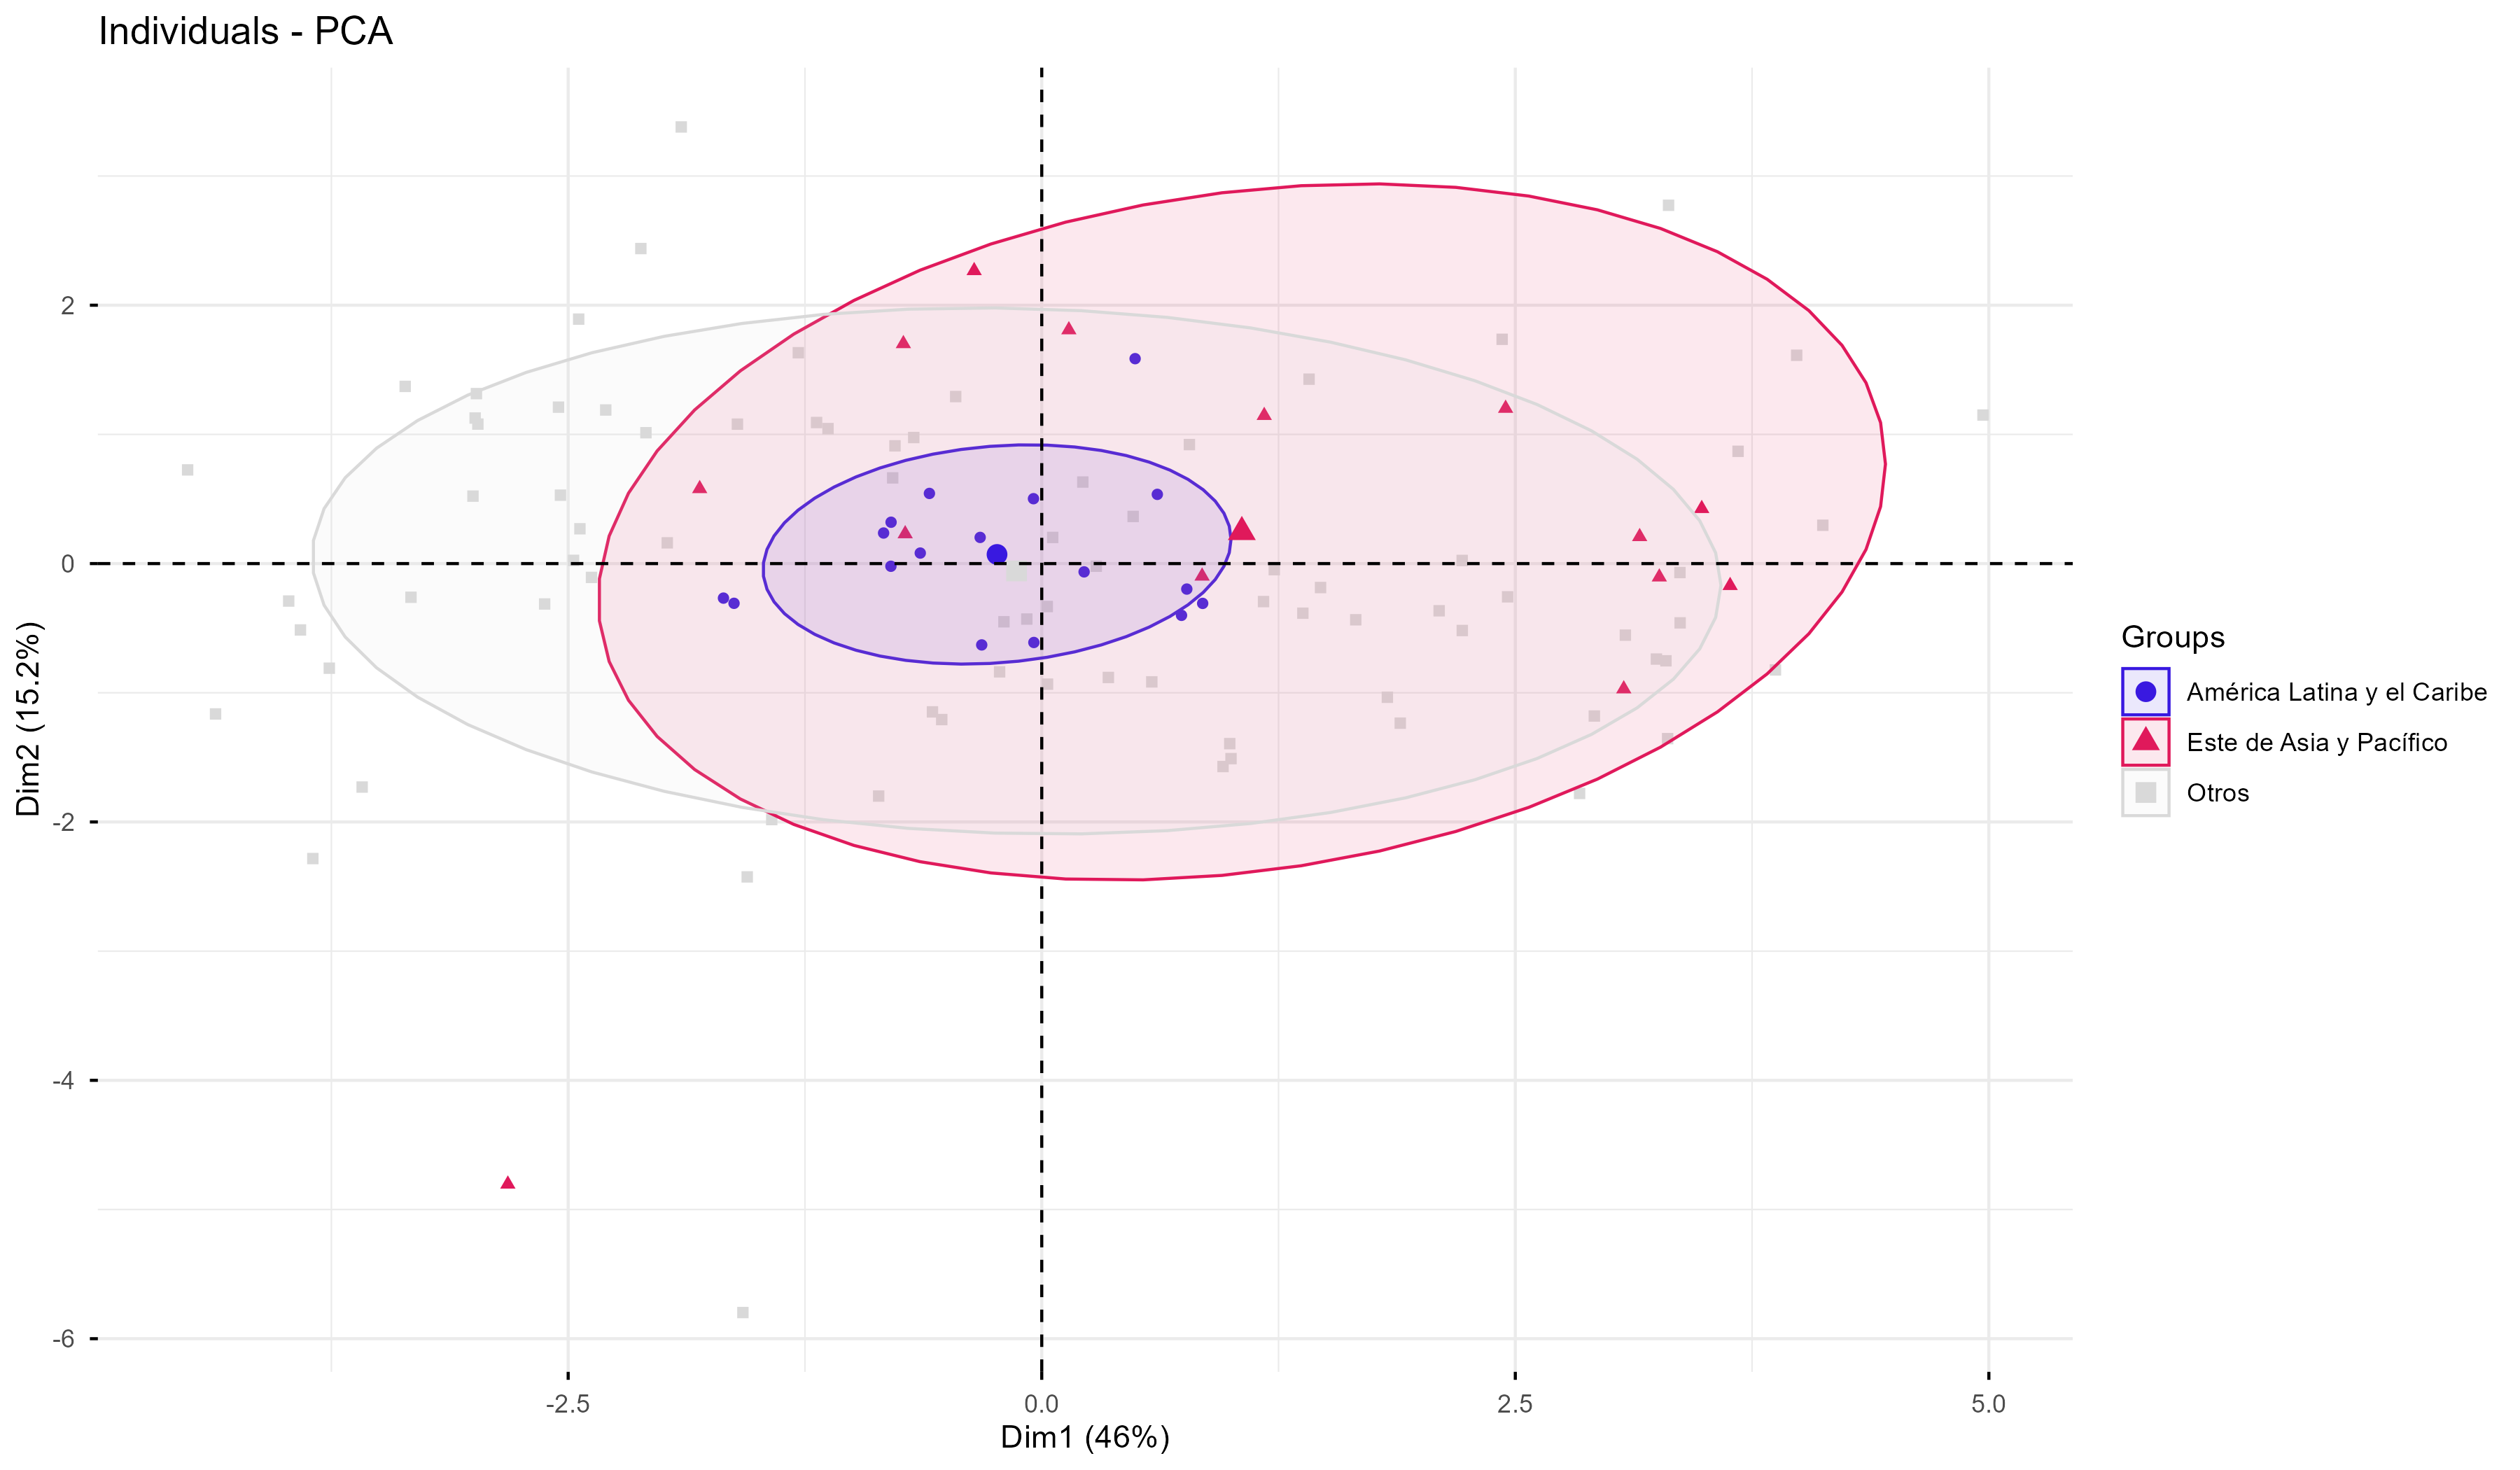 Individuals - PCA
2
0
-2
-4
-6
Dim2 (15.2%)
-2.5
0.0
2.5
5.0
Dim1 (46%)
Groups
América Latina y el Caribe
Este de Asia y Pacífico
Otros